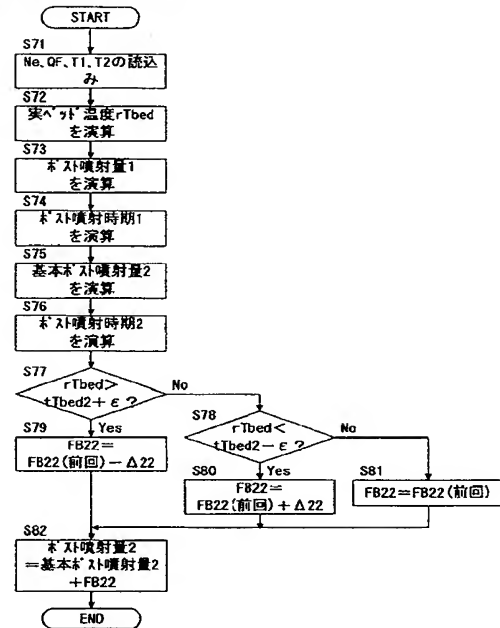 START
S71
Ne、QF、T1、T2の読込
み
S72
実ベッド温度rTbed
を演算
S73
ポスト噴射量1
を演算
S74
ポスト噴射時期1
を演算
S75
基本ポスト噴射量2
を演算
S76
ポスト噴射時期2
を演算
S77
rTbed>
tTbed2+ε?
No
Yes
S78
rTbed<
tTbed2-ε?
No
Yes
S79
FB22=
FB22(前回)-Δ22
S80
FB22=
FB22(前回)+Δ22
S81
FB22=FB22(前回)
S82
ポスト噴射量2
=基本ポスト噴射量2
+FB22
END